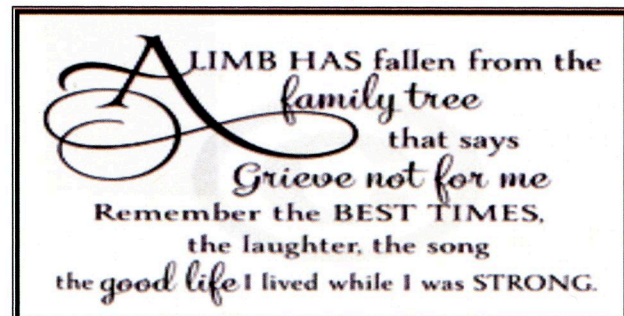 A LIMB HAS fallen from the
family tree
that says
Grieve not for me
Remember the BEST TIMES,
the laughter, the song
the good life I lived while I was STRONG.